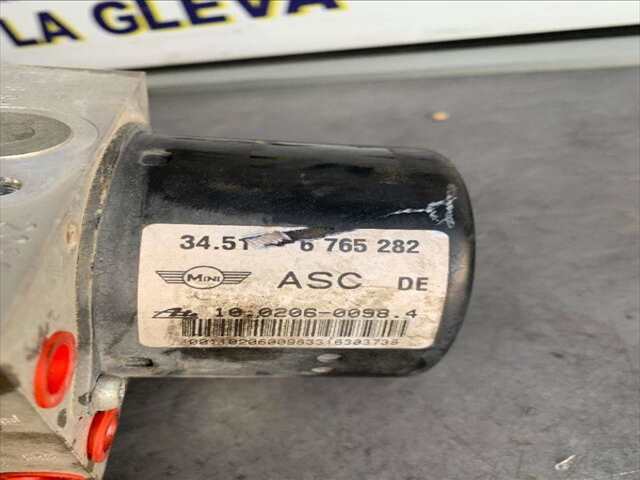 LA GLEVA
34.51 6 765 282
MINI ASC DE
10.0206-0098.4